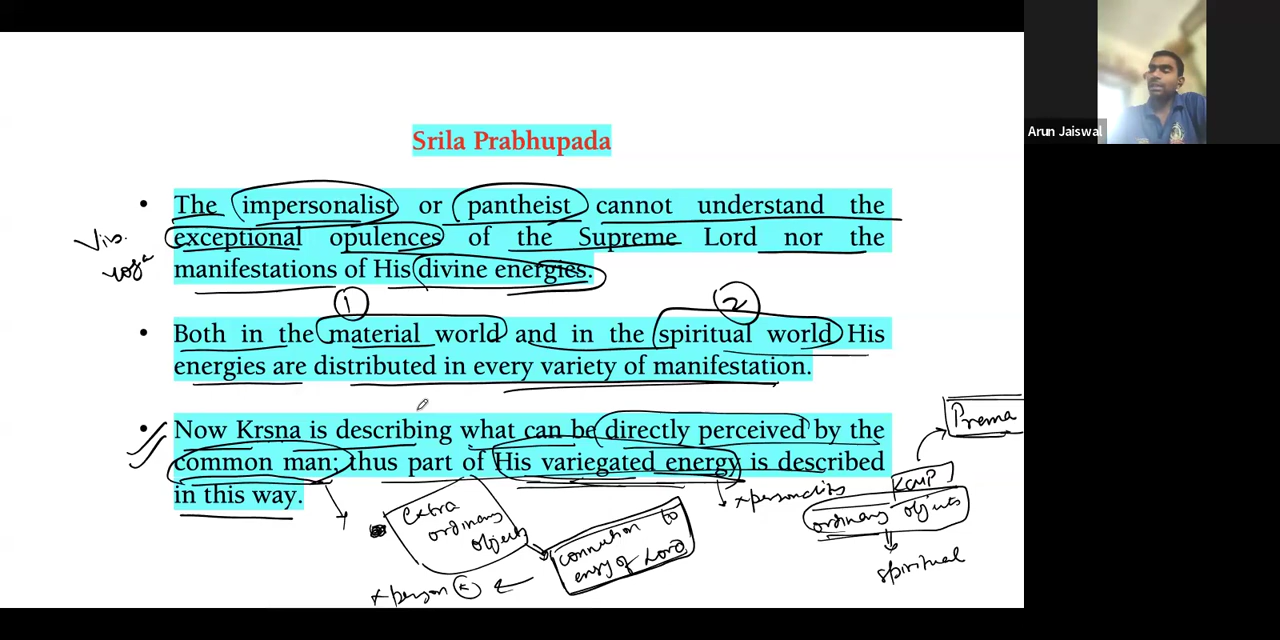 Arun Jaiswal
Srila Prabhupada
• The impersonalist or pantheist cannot understand the
exceptional opulences of the Supreme Lord nor the
manifestations of His divine energies.
Vib.
yoga
1
2
• Both in the material world and in the spiritual world His
energies are distributed in every variety of manifestation.
Prema
• Now Krsna is describing what can be directly perceived by the
common man; thus part of His variegated energy is described
in this way.
KCMP
ordinary objects
spiritual
extra
ordinary
objects
connection to
energy of Lord
person